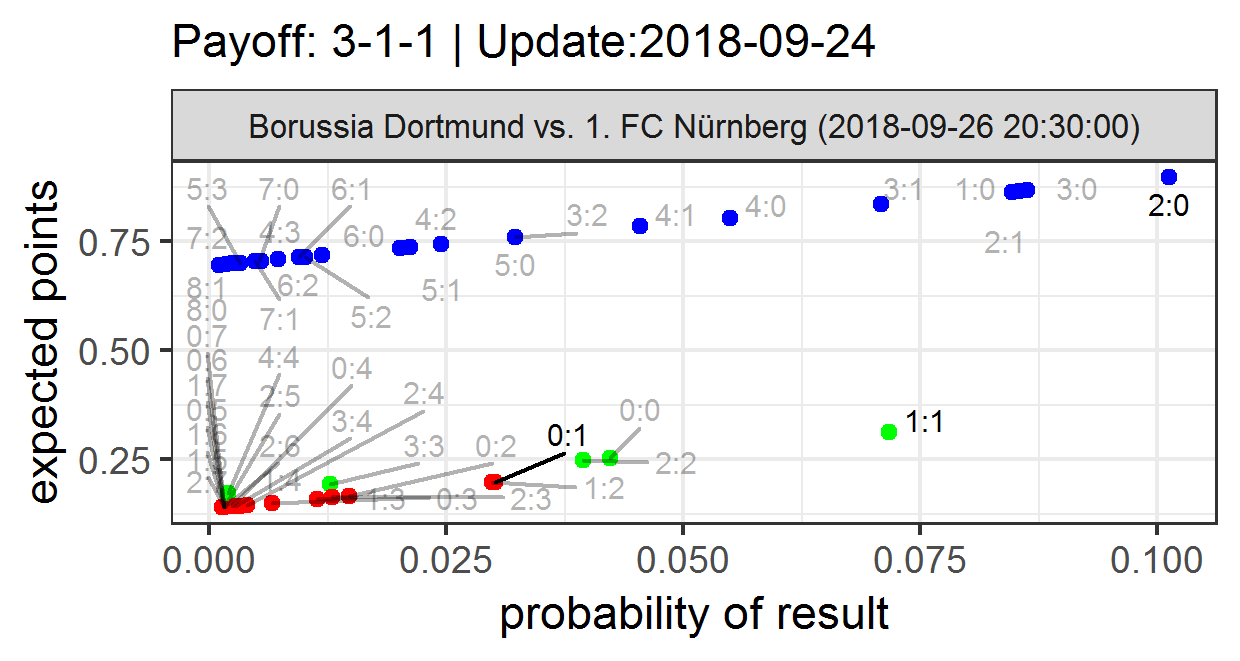 Payoff: 3-1-1 | Update:2018-09-24
Borussia Dortmund vs. 1. FC Nürnberg (2018-09-26 20:30:00)
expected points
0.75
0.50
0.25
5:3 7:0 6:1
7:2 4:3 6:0 4:2 3:2 4:1 4:0 3:1 1:0 3:0
2:0
2:1
5:0
8:1 6:2 5:1
8:0 7:1 5:2
0:7
0:6 4:4 0:4
1:7 2:5 2:4
0:5 3:4 0:0
1:1
1:6 2:6 3:3 0:2 0:1
2:2
1:4 1:3 0:3 2:3 1:2
0.000 0.025 0.050 0.075 0.100
probability of result